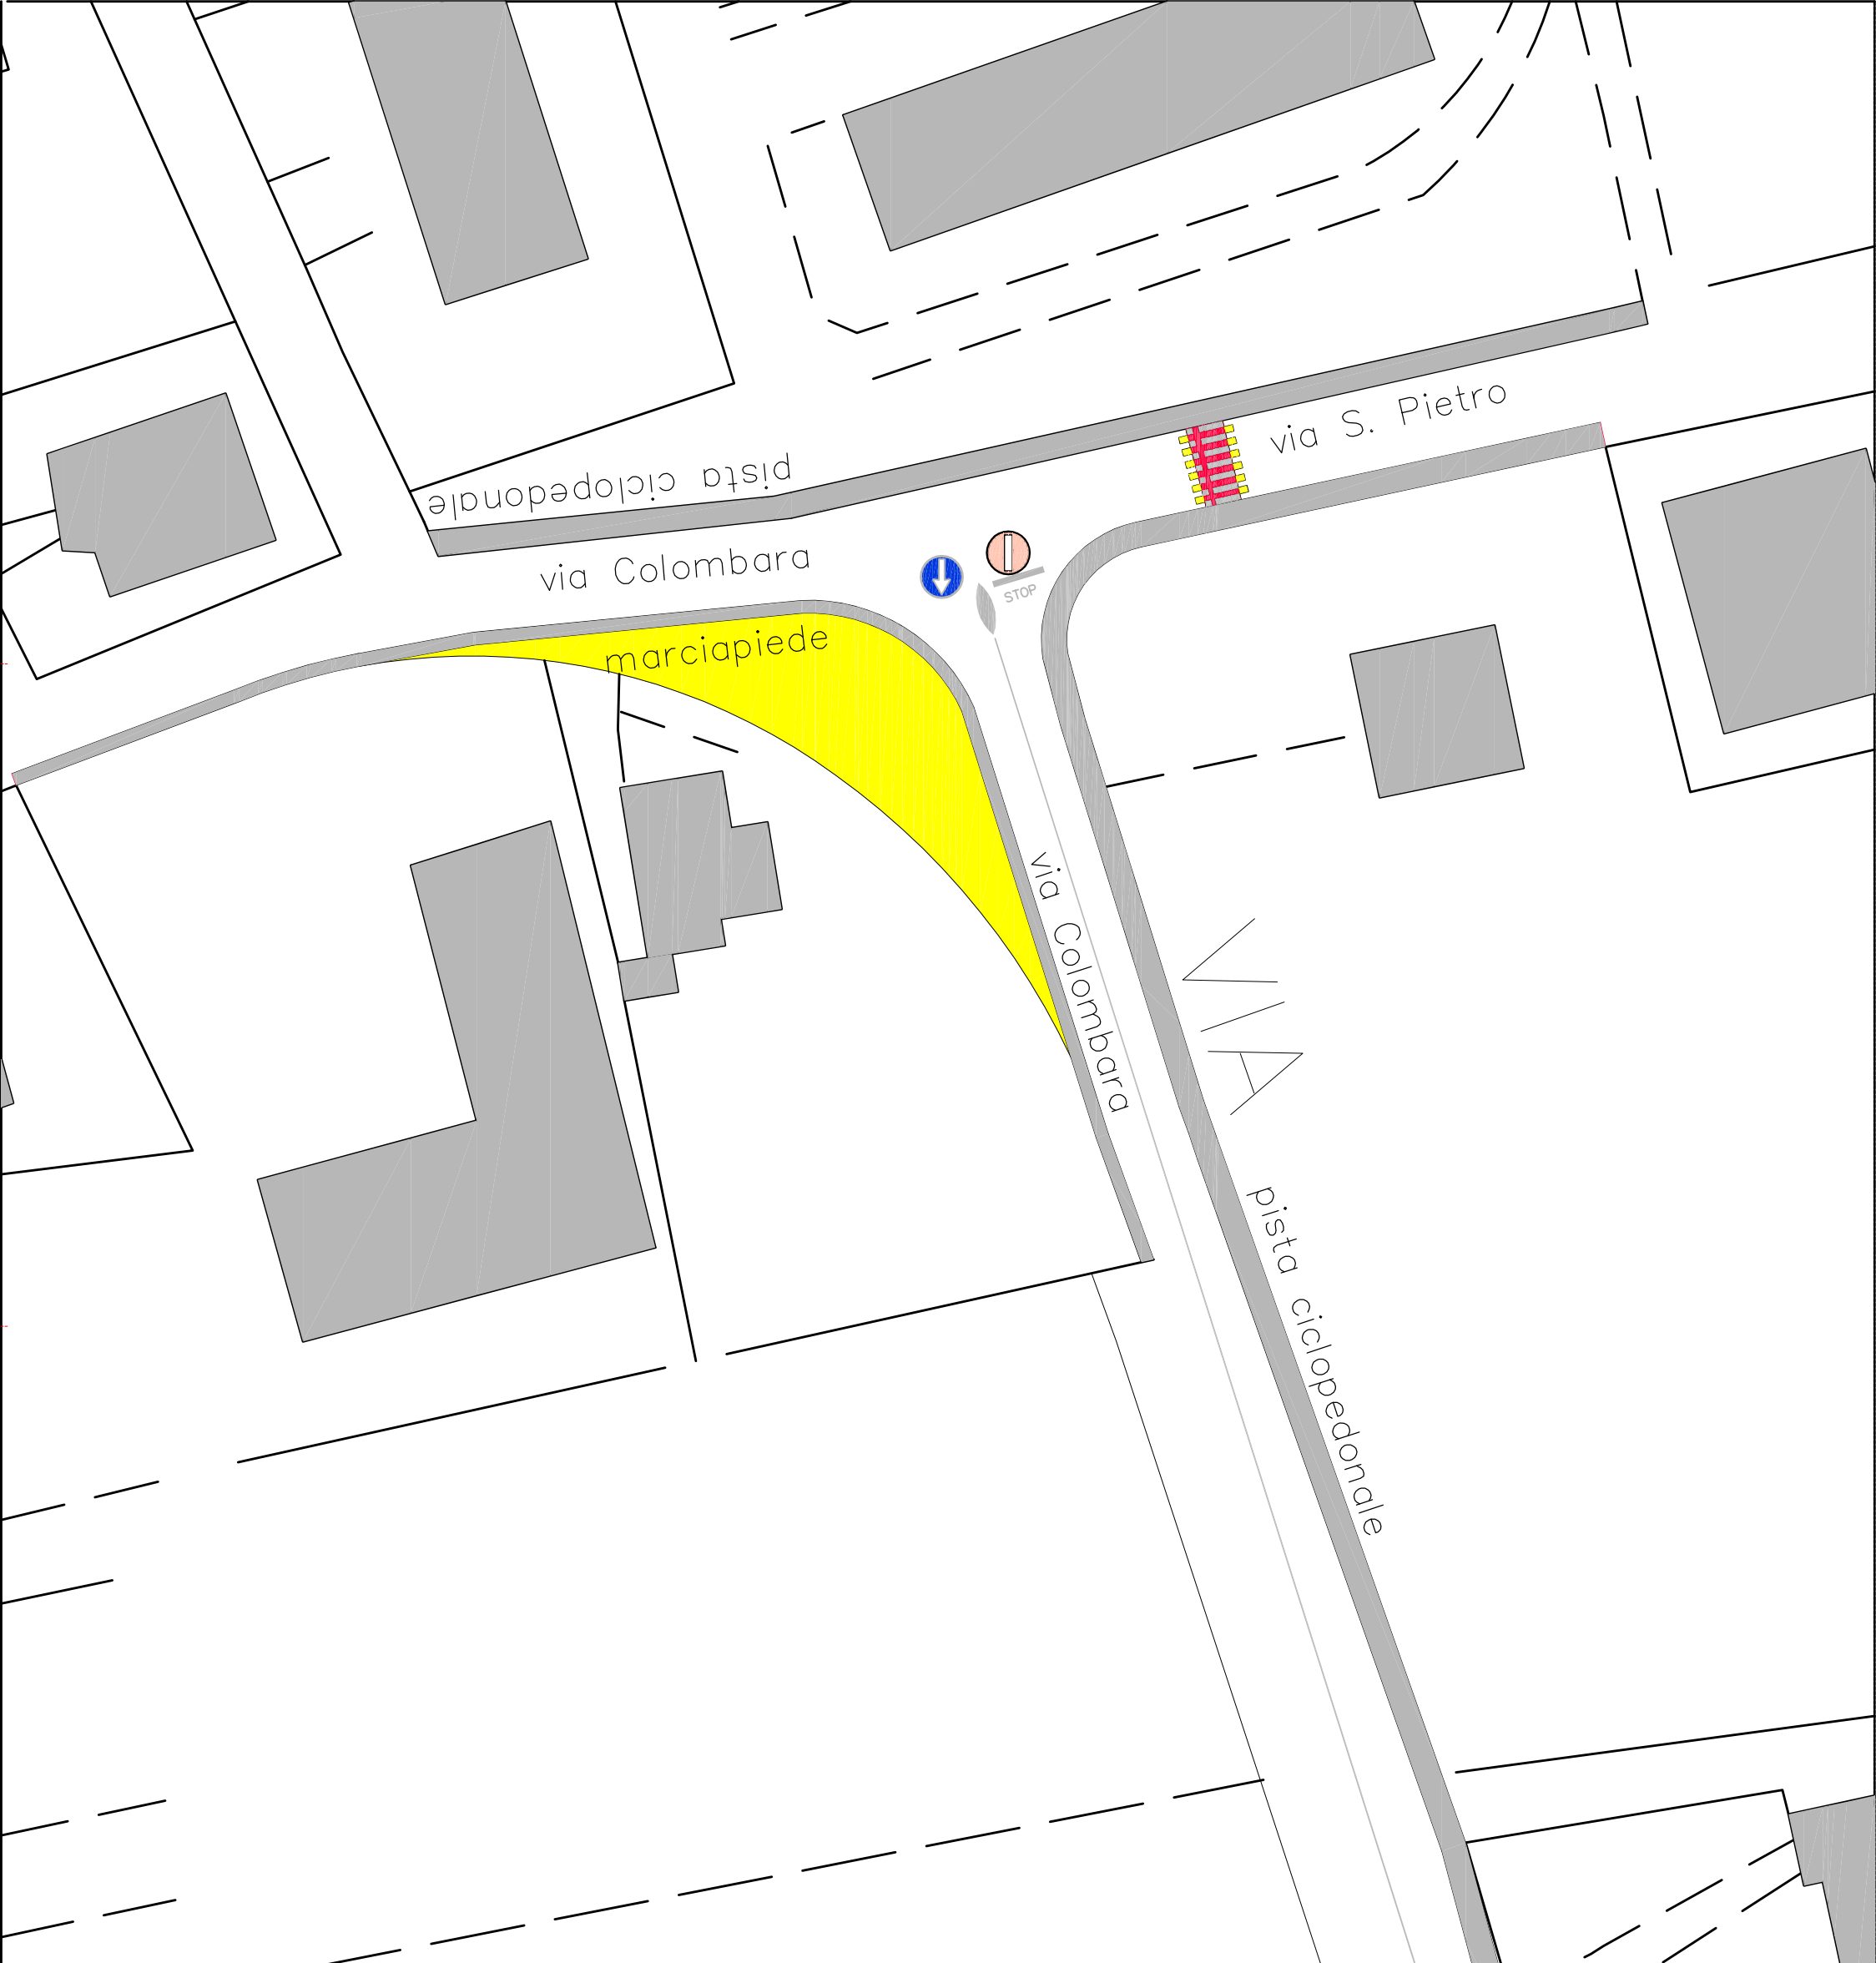 via S. Pietro
pista ciclopedonale
via Colombara
STOP
marciapiede
via Colombara
VIA
pista ciclopedonale